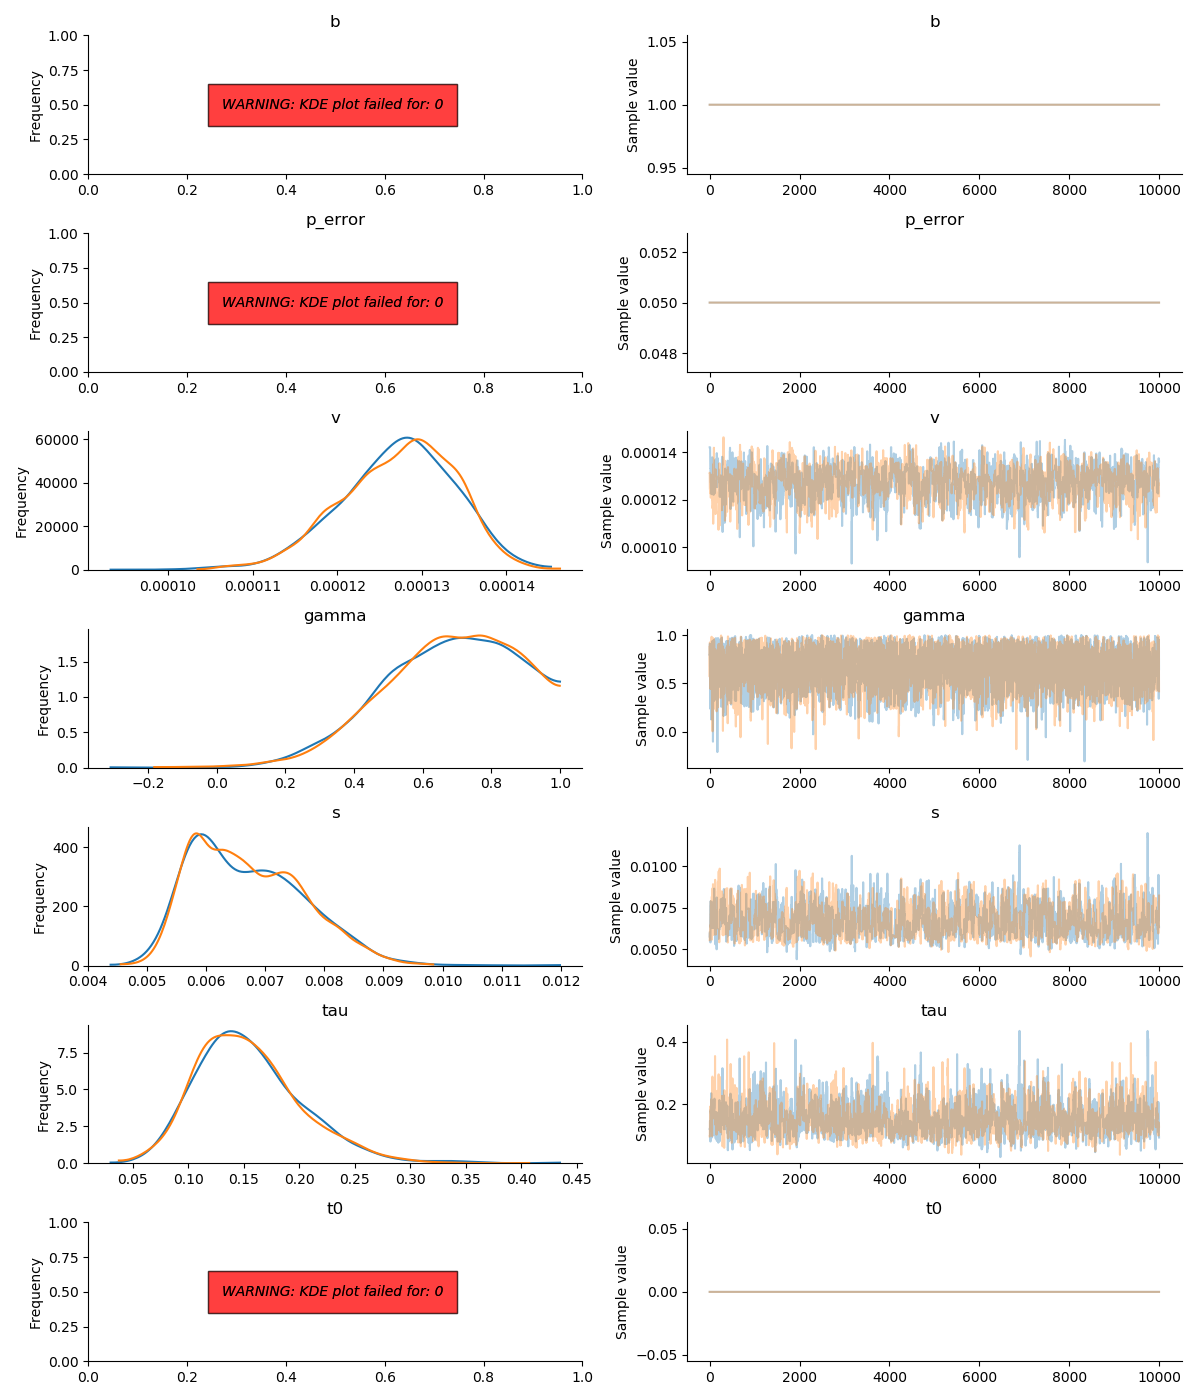 b
1.00
0.75
0.50
0.25
0.00
Frequency
WARNING: KDE plot failed for: 0
0.0 0.2 0.4 0.6 0.8 1.0
b
1.05
1.00
0.95
Sample value
0 2000 4000 6000 8000 10000
p_error
1.00
0.75
0.50
0.25
0.00
Frequency
WARNING: KDE plot failed for: 0
0.0 0.2 0.4 0.6 0.8 1.0
p_error
0.052
0.050
0.048
Sample value
0 2000 4000 6000 8000 10000
v
60000
40000
20000
0
Frequency
0.00010 0.00011 0.00012 0.00013 0.00014
v
0.00014
0.00012
0.00010
Sample value
0 2000 4000 6000 8000 10000
gamma
1.5
1.0
0.5
0.0
Frequency
−0.2 0.0 0.2 0.4 0.6 0.8 1.0
gamma
1.0
0.5
0.0
Sample value
0 2000 4000 6000 8000 10000
s
400
200
0
Frequency
0.004 0.005 0.006 0.007 0.008 0.009 0.010 0.011 0.012
s
0.0100
0.0075
0.0050
Sample value
0 2000 4000 6000 8000 10000
tau
7.5
5.0
2.5
0.0
Frequency
0.05 0.10 0.15 0.20 0.25 0.30 0.35 0.40 0.45
tau
0.4
0.2
Sample value
0 2000 4000 6000 8000 10000
t0
1.00
0.75
0.50
0.25
0.00
Frequency
WARNING: KDE plot failed for: 0
0.0 0.2 0.4 0.6 0.8 1.0
t0
0.05
0.00
−0.05
Sample value
0 2000 4000 6000 8000 10000